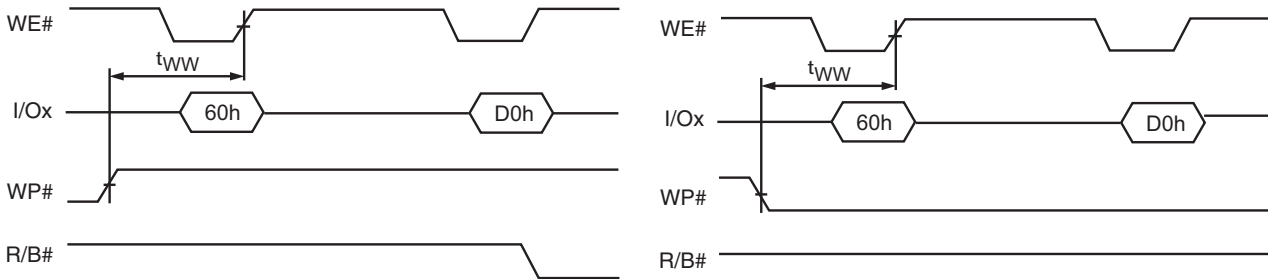 WE#
tWW
I/Ox
60h
D0h
WP#
R/B#
WE#
tWW
I/Ox
60h
D0h
WP#
R/B#